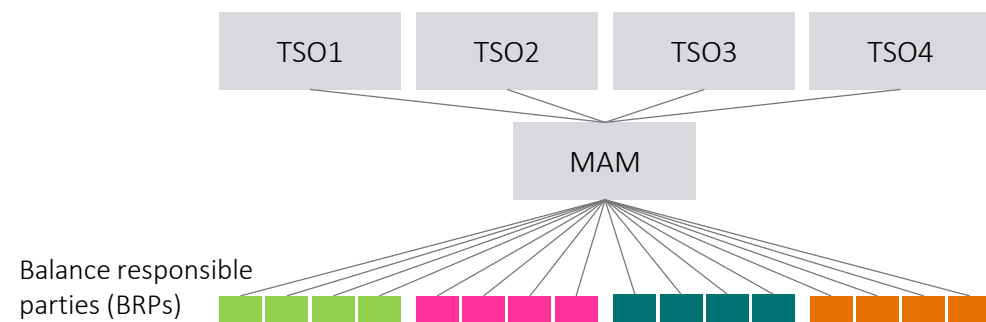 TSO1
TSO2
TSO3
TSO4
MAM
Balance responsible
parties (BRPs)